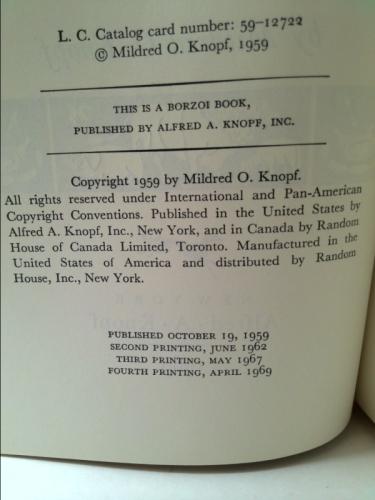 L. C. Catalog card number: 59-12722
© Mildred O. Knopf, 1959
THIS IS A BORZOI BOOK,
PUBLISHED BY ALFRED A. KNOPF, INC.
Copyright 1959 by Mildred O. Knopf.
All rights reserved under International and Pan-American
Copyright Conventions. Published in the United States by
Alfred A. Knopf, Inc., New York, and in Canada by Random
House of Canada Limited, Toronto. Manufactured in the
United States of America and distributed by Random
House, Inc., New York.
PUBLISHED OCTOBER 19, 1959
SECOND PRINTING, JUNE 1962
THIRD PRINTING, MAY 1967
FOURTH PRINTING, APRIL 1969